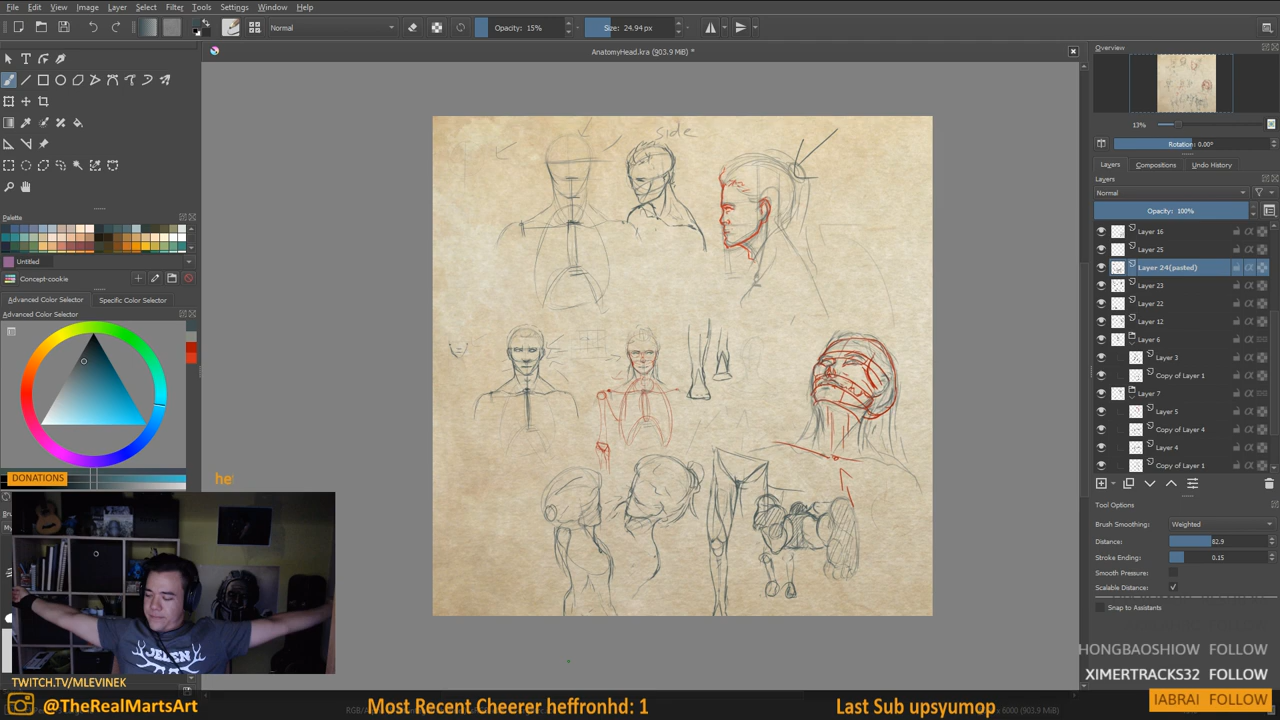 File Edit View Image Layer Select Filter Tools Settings Window Help
Normal
Opacity: 15%
Size: 24.94 px
AnatomyHead.kra (903.9 MiB) *
Overview
13%
Rotation: 0.00°
Layers Compositions Undo History
Layers
Normal
Opacity: 100%
Layer 16
Layer 25
Layer 24(pasted)
Layer 23
Layer 22
Layer 12
Layer 6
Layer 3
Copy of Layer 1
Layer 7
Layer 5
Copy of Layer 4
Layer 4
Copy of Layer 1
Tool Options
Brush Smoothing: Weighted
Distance: 82.9
Stroke Ending: 0.15
Smooth Pressure:
Scalable Distance:
Snap to Assistants
Palette
Untitled
Concept-cookie
Advanced Color Selector Specific Color Selector
Advanced Color Selector
side
DONATIONS
TWITCH.TV/MLEVINEK
@TheRealMartsArt
Most Recent Cheerer heffronhd: 1
Last Sub upsyumop
HONGBAOSHOW FOLLOW
XIMERTRACKS32 FOLLOW
IABRAI FOLLOW